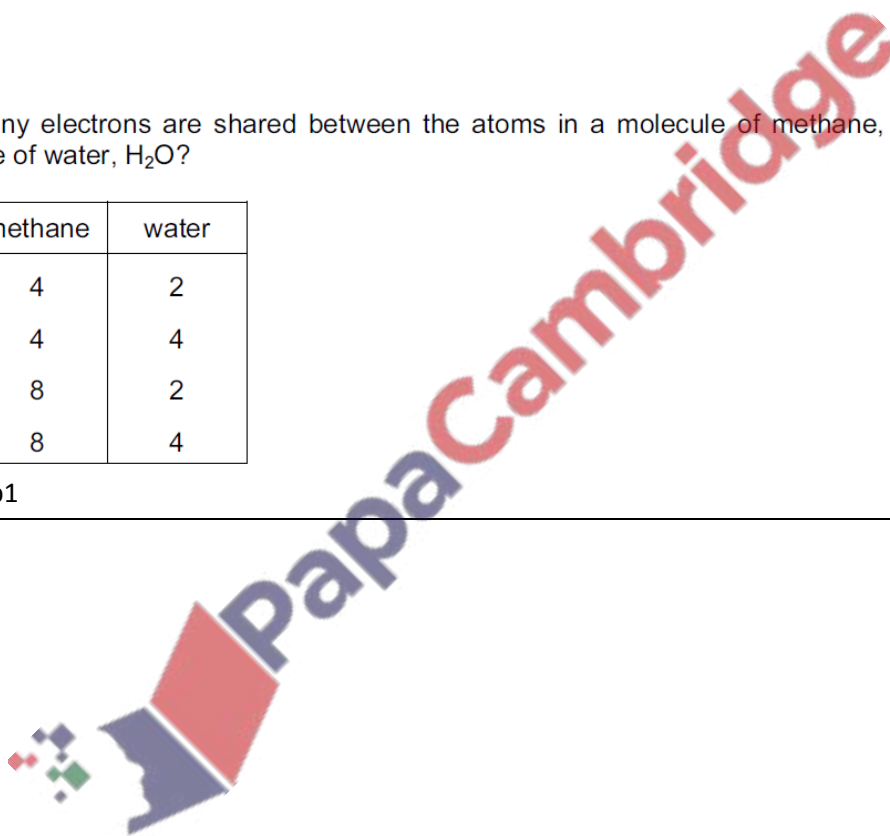 ny electrons are shared between the atoms in a molecule of methane,
e of water, H₂O?
nethane water
4 2
4 4
8 2
8 4
1
PapaCambridge